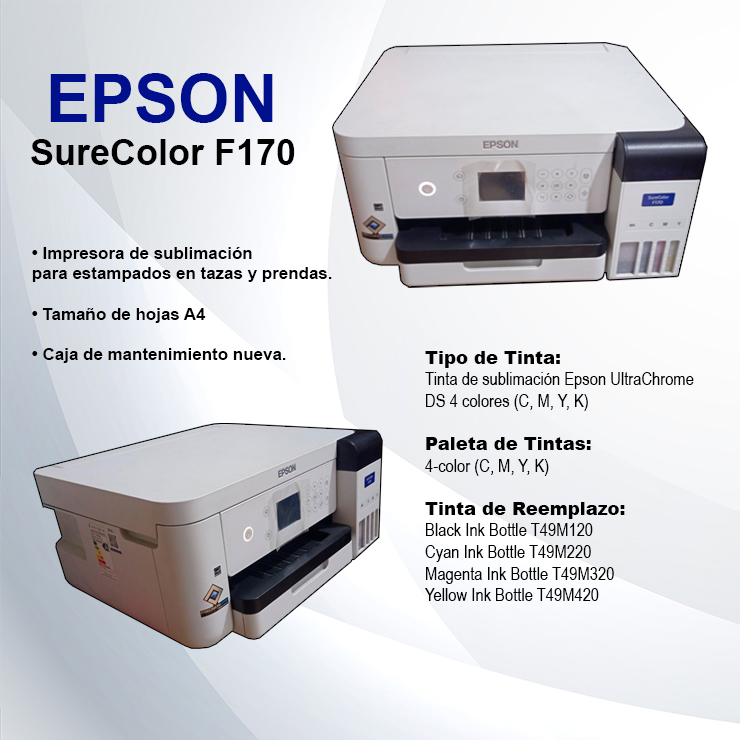 EPSON
SureColor F170
• Impresora de sublimación
para estampados en tazas y prendas.
• Tamaño de hojas A4
• Caja de mantenimiento nueva.
EPSON
SureColor
F170
C M Y
Tipo de Tinta:
Tinta de sublimación Epson UltraChrome
DS 4 colores (C, M, Y, K)
Paleta de Tintas:
4-color (C, M, Y, K)
Tinta de Reemplazo:
Black Ink Bottle T49M120
Cyan Ink Bottle T49M220
Magenta Ink Bottle T49M320
Yellow Ink Bottle T49M420
EPSON